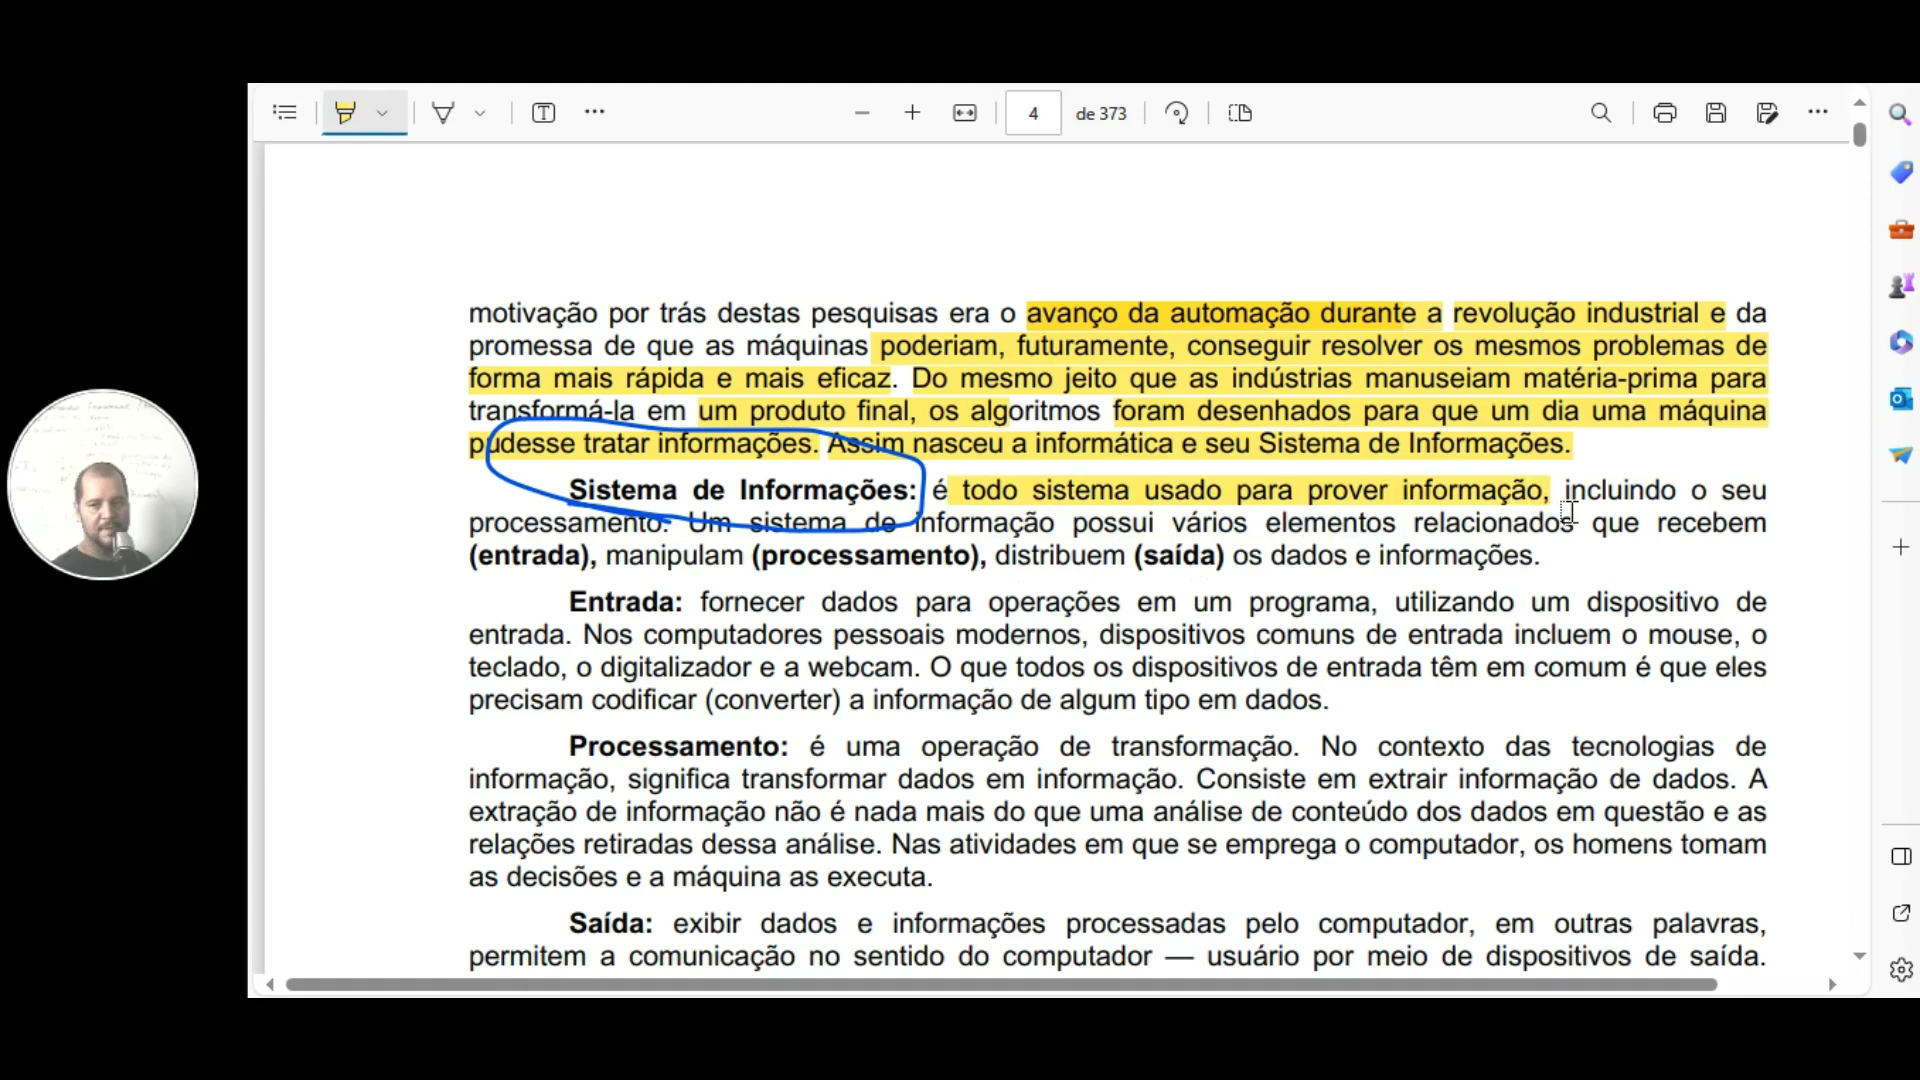 4 de 373
motivação por trás destas pesquisas era o avanço da automação durante a revolução industrial e da
promessa de que as máquinas poderiam, futuramente, conseguir resolver os mesmos problemas de
forma mais rápida e mais eficaz. Do mesmo jeito que as indústrias manuseiam matéria-prima para
transformá-la em um produto final, os algoritmos foram desenhados para que um dia uma máquina
pudesse tratar informações. Assim nasceu a informática e seu Sistema de Informações.
Sistema de Informações: é todo sistema usado para prover informação, incluindo o seu
processamento. Um sistema de informação possui vários elementos relacionados que recebem
(entrada), manipulam (processamento), distribuem (saída) os dados e informações.
Entrada: fornecer dados para operações em um programa, utilizando um dispositivo de
entrada. Nos computadores pessoais modernos, dispositivos comuns de entrada incluem o mouse, o
teclado, o digitalizador e a webcam. O que todos os dispositivos de entrada têm em comum é que eles
precisam codificar (converter) a informação de algum tipo em dados.
Processamento: é uma operação de transformação. No contexto das tecnologias de
informação, significa transformar dados em informação. Consiste em extrair informação de dados. A
extração de informação não é nada mais do que uma análise de conteúdo dos dados em questão e as
relações retiradas dessa análise. Nas atividades em que se emprega o computador, os homens tomam
as decisões e a máquina as executa.
Saída: exibir dados e informações processadas pelo computador, em outras palavras,
permitem a comunicação no sentido do computador — usuário por meio de dispositivos de saída.